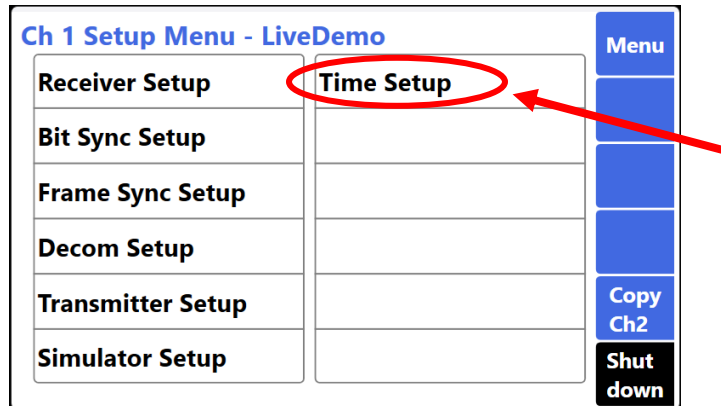 Ch 1 Setup Menu - LiveDemo
Receiver Setup
Bit Sync Setup
Frame Sync Setup
Decom Setup
Transmitter Setup
Simulator Setup
Time Setup
Menu
Copy
Ch2
Shut
down